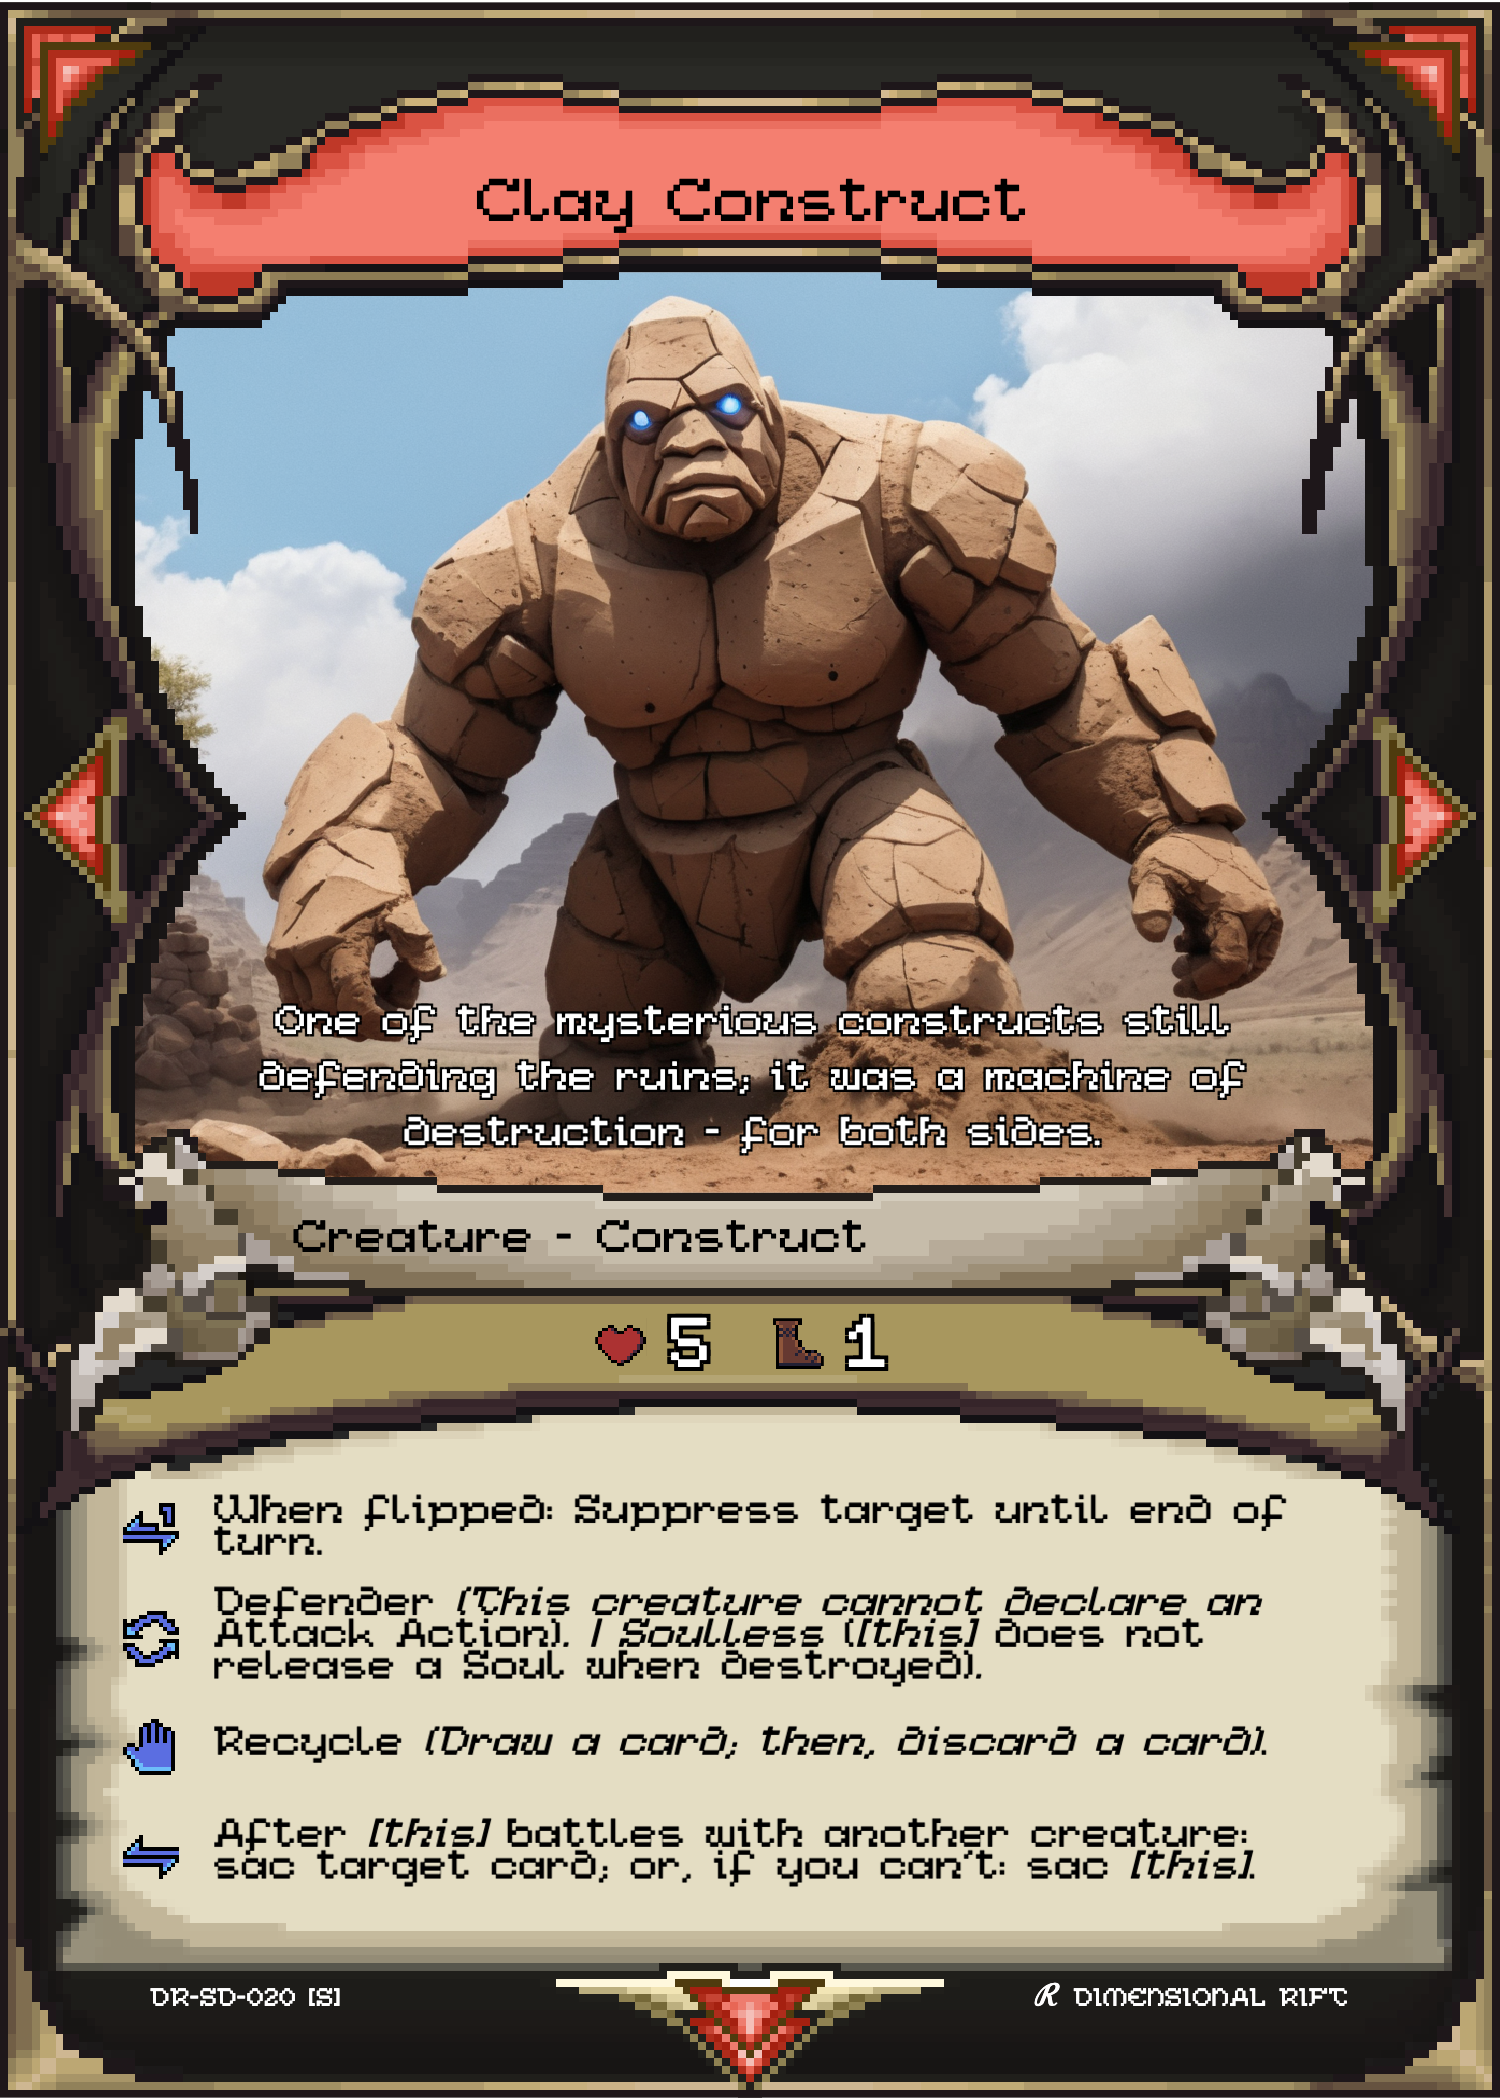 Clay Construct
One of the mysterious constructs still
defending the ruins; it was a machine of
destruction - for both sides.
Creature - Construct
5 1
When flipped: Suppress target until end of
turn.
Defender (This creature cannot declare an
Attack Action). | Soulless ([this] does not
release a Soul when destroyed).
Recycle (Draw a card; then, discard a card).
After [this] battles with another creature:
sac target card; or, if you can't: sac [this].
DR-SD-020 [S]
R DIMENSIONAL RIFT